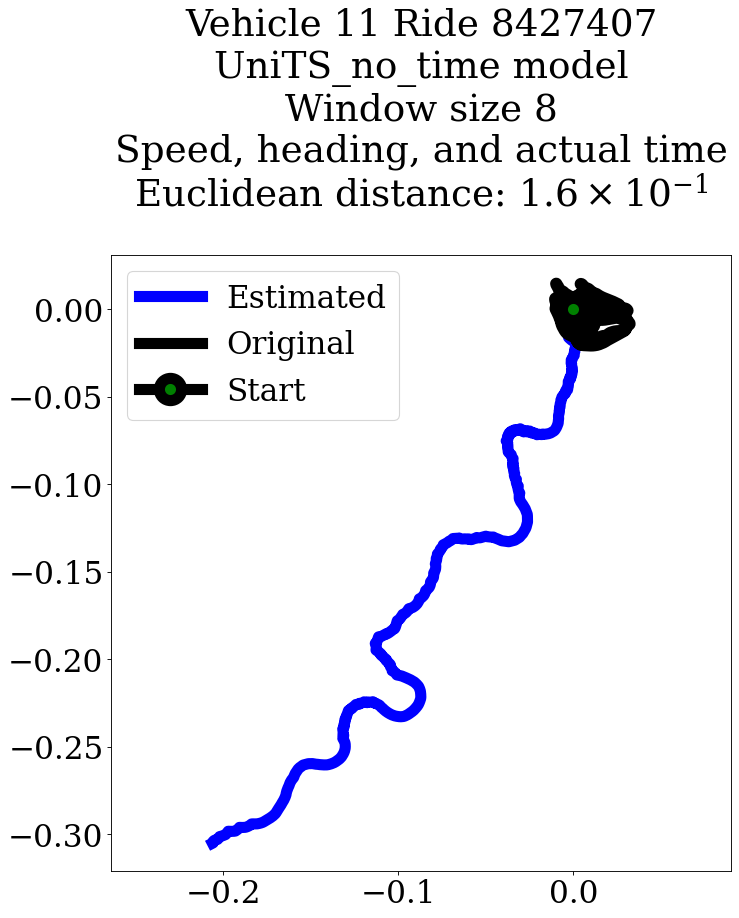 Vehicle 11 Ride 8427407
UniTS_no_time model
Window size 8
Speed, heading, and actual time
Euclidean distance: 1.6 × 10⁻¹
Estimated
Original
Start
0.00
−0.05
−0.10
−0.15
−0.20
−0.25
−0.30
−0.2 −0.1 0.0